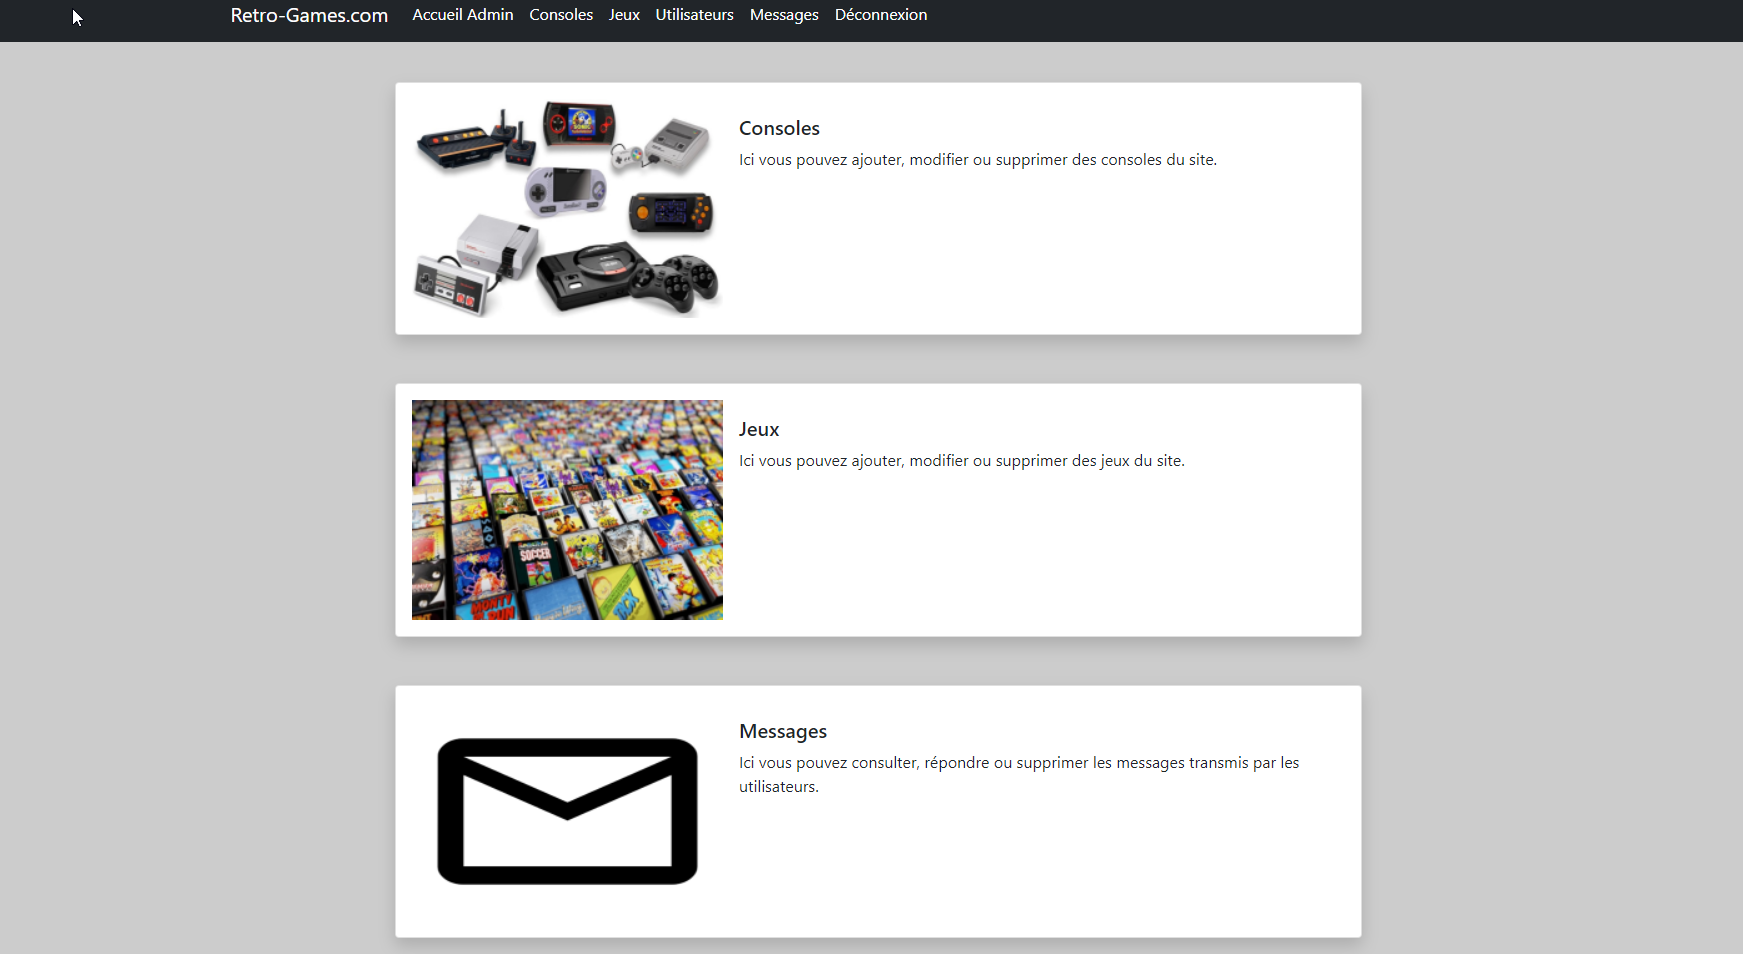 Retro-Games.com Accueil Admin Consoles Jeux Utilisateurs Messages Déconnexion
Consoles
Ici vous pouvez ajouter, modifier ou supprimer des consoles du site.
Jeux
Ici vous pouvez ajouter, modifier ou supprimer des jeux du site.
SOCCER
MONTY
RUN
Messages
Ici vous pouvez consulter, répondre ou supprimer les messages transmis par les
utilisateurs.